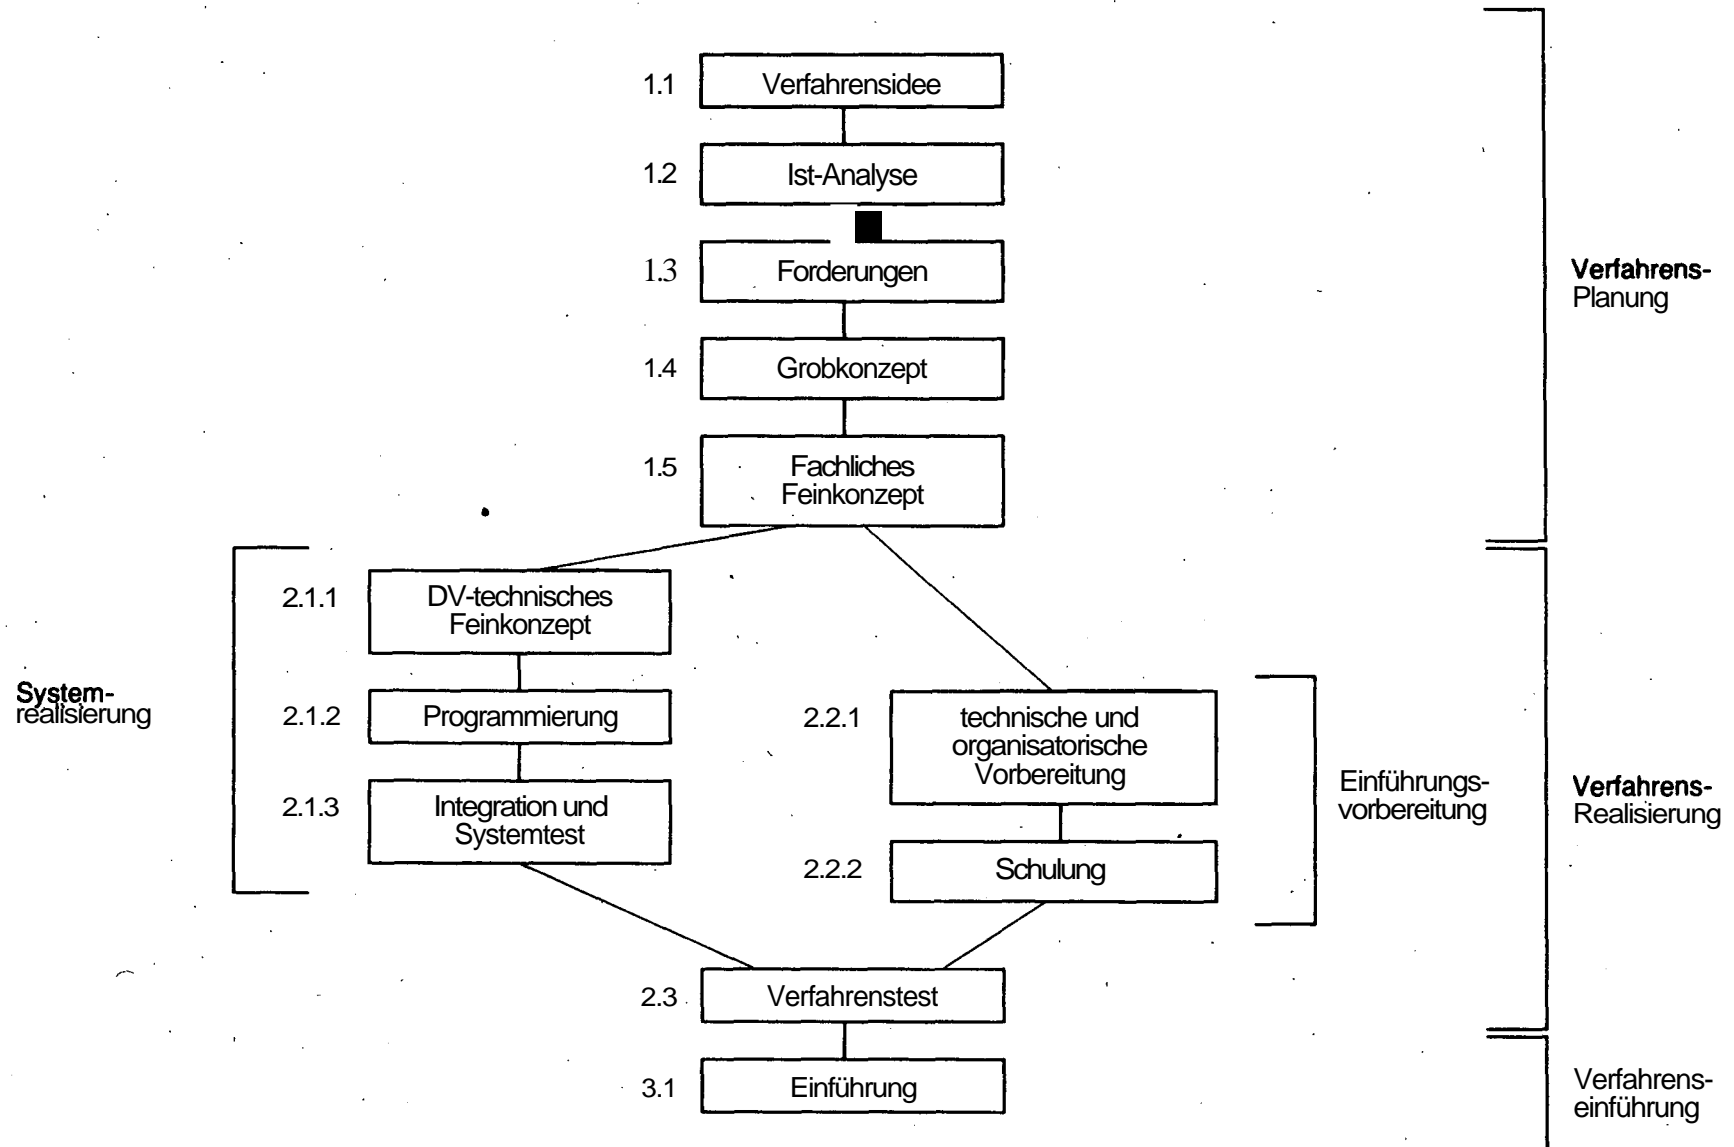 1.1 Verfahrensidee
1.2 Ist-Analyse
1.3 Forderungen
Verfahrens-
Planung
1.4 Grobkonzept
1.5 Fachliches
Feinkonzept
2.1.1 DV-technisches
Feinkonzept
System-
realisierung
2.1.2 Programmierung
2.1.3 Integration und
Systemtest
2.2.1 technische und
organisatorische
Vorbereitung
2.2.2 Schulung
Einführungs-
vorbereitung
Verfahrens-
Realisierung
2.3 Verfahrenstest
3.1 Einführung
Verfahrens-
einführung